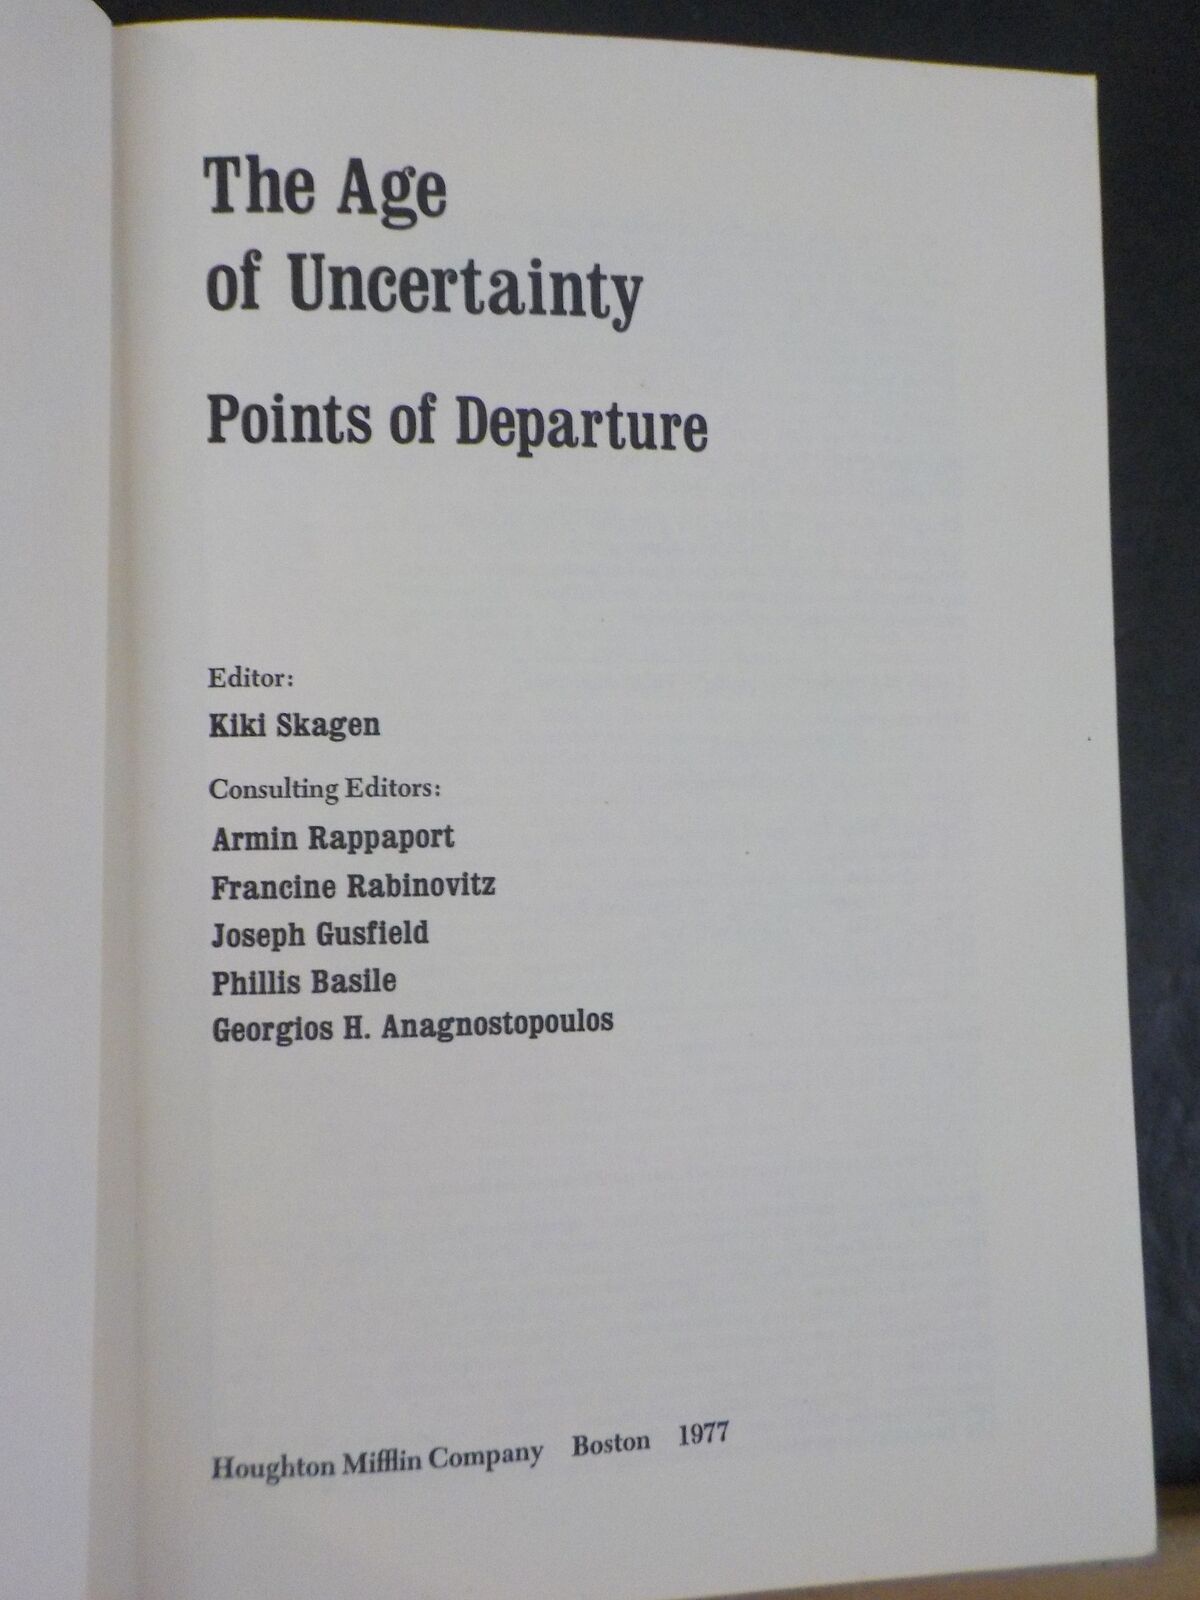 The Age
of Uncertainty
Points of Departure
Editor:
Kiki Skagen
Consulting Editors:
Armin Rappaport
Francine Rabinovitz
Joseph Gusfield
Phillis Basile
Georgios H. Anagnostopoulos
Houghton Mifflin Company Boston 1977